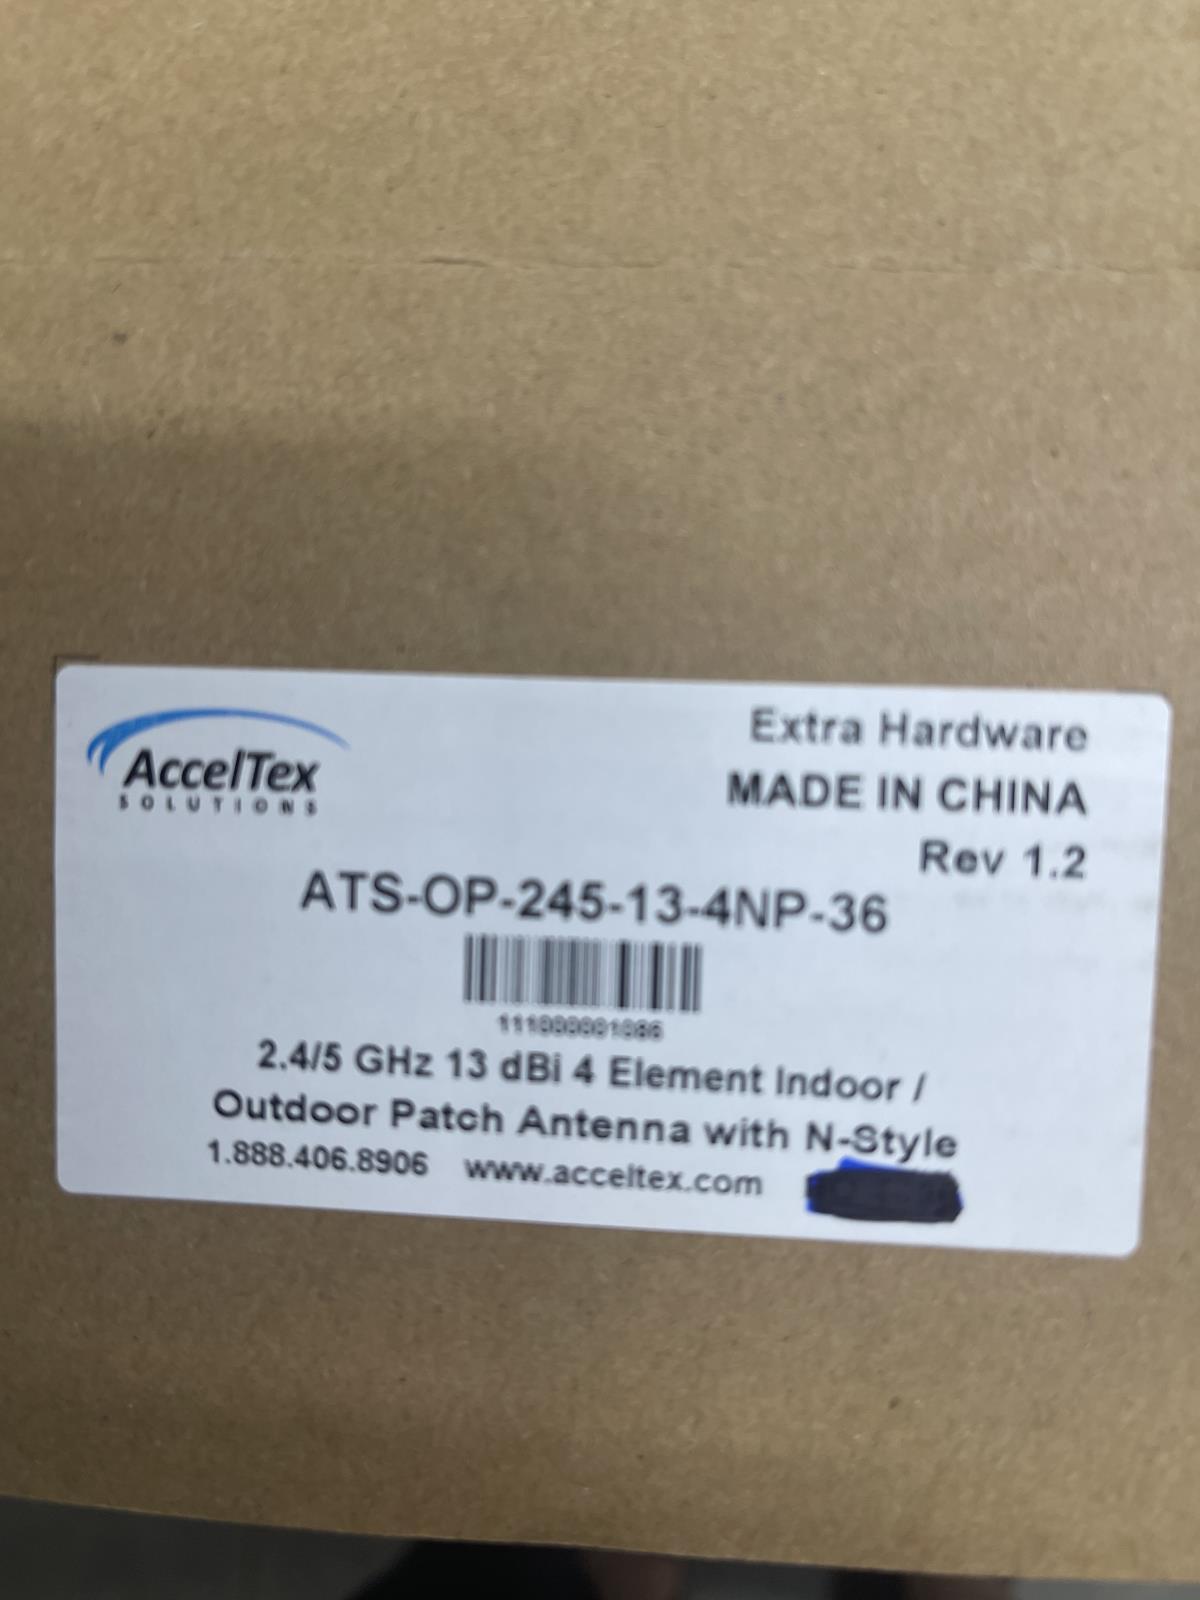 AccelTex
SOLUTIONS
Extra Hardware
MADE IN CHINA
Rev 1.2
ATS-OP-245-13-4NP-36
111000001086
2.4/5 GHz 13 dBi 4 Element Indoor /
Outdoor Patch Antenna with N-Style
1.888.406.8906 www.acceltex.com